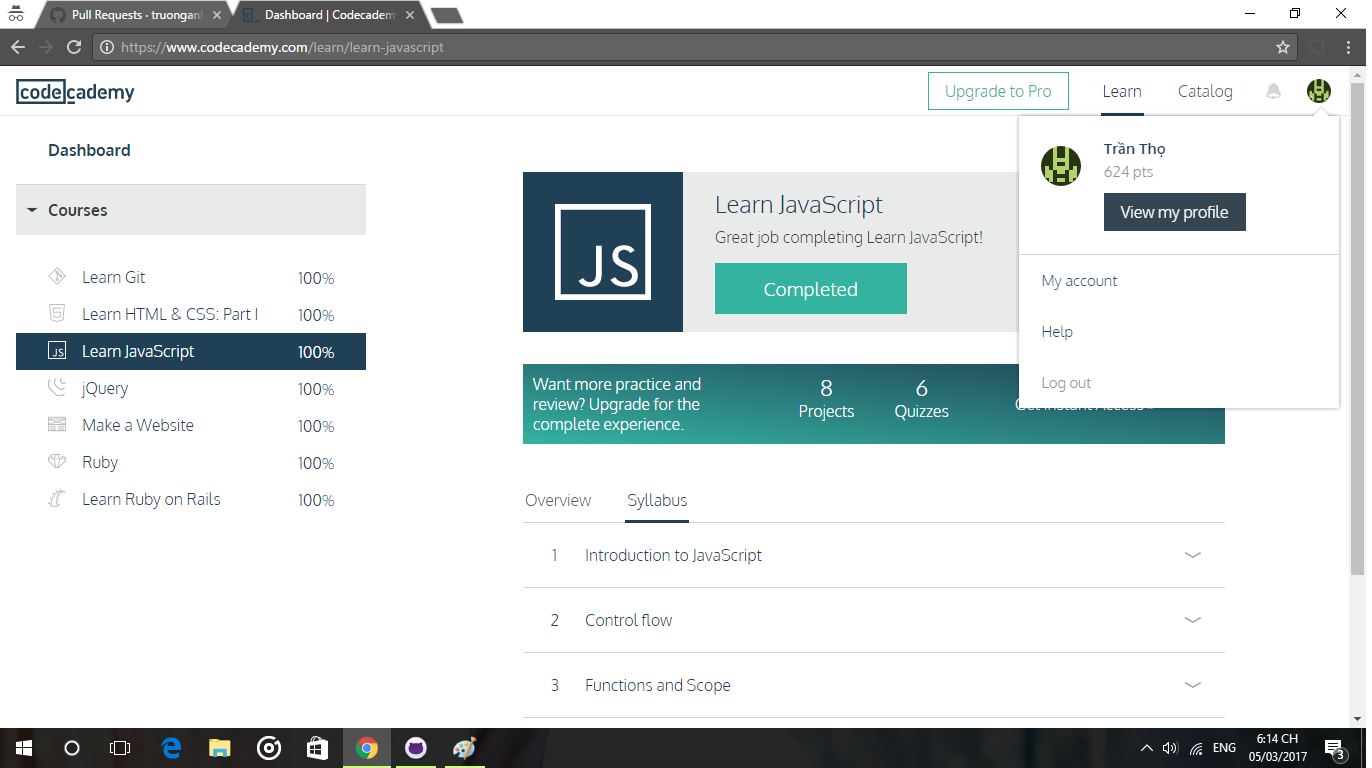 Pull Requests · truongan
Dashboard | Codecadem
https://www.codecademy.com/learn/learn-javascript
codecademy
Upgrade to Pro
Learn
Catalog
Trần Thọ
624 pts
View my profile
My account
Help
Log out
Dashboard
Courses
Learn Git 100%
Learn HTML & CSS: Part I 100%
JS Learn JavaScript 100%
jQuery 100%
Make a Website 100%
Ruby 100%
Learn Ruby on Rails 100%
JS
Learn JavaScript
Great job completing Learn JavaScript!
Completed
Want more practice and
review? Upgrade for the
complete experience.
8
Projects
6
Quizzes
Get Instant Access »
Overview
Syllabus
1 Introduction to JavaScript
2 Control flow
3 Functions and Scope
ENG
6:14 CH
05/03/2017
3